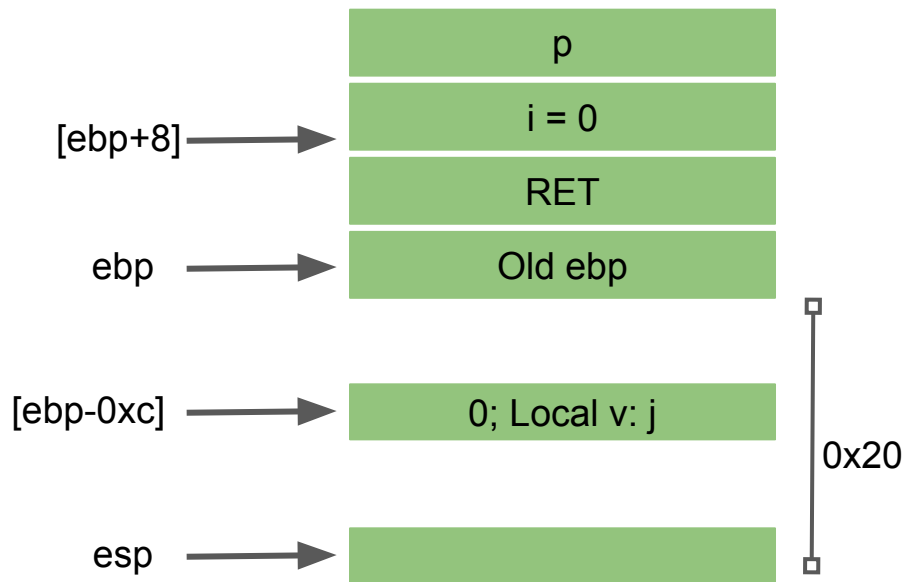 p
[ebp+8]
i = 0
RET
ebp
Old ebp
[ebp-0xc]
0; Local v: j
0x20
esp